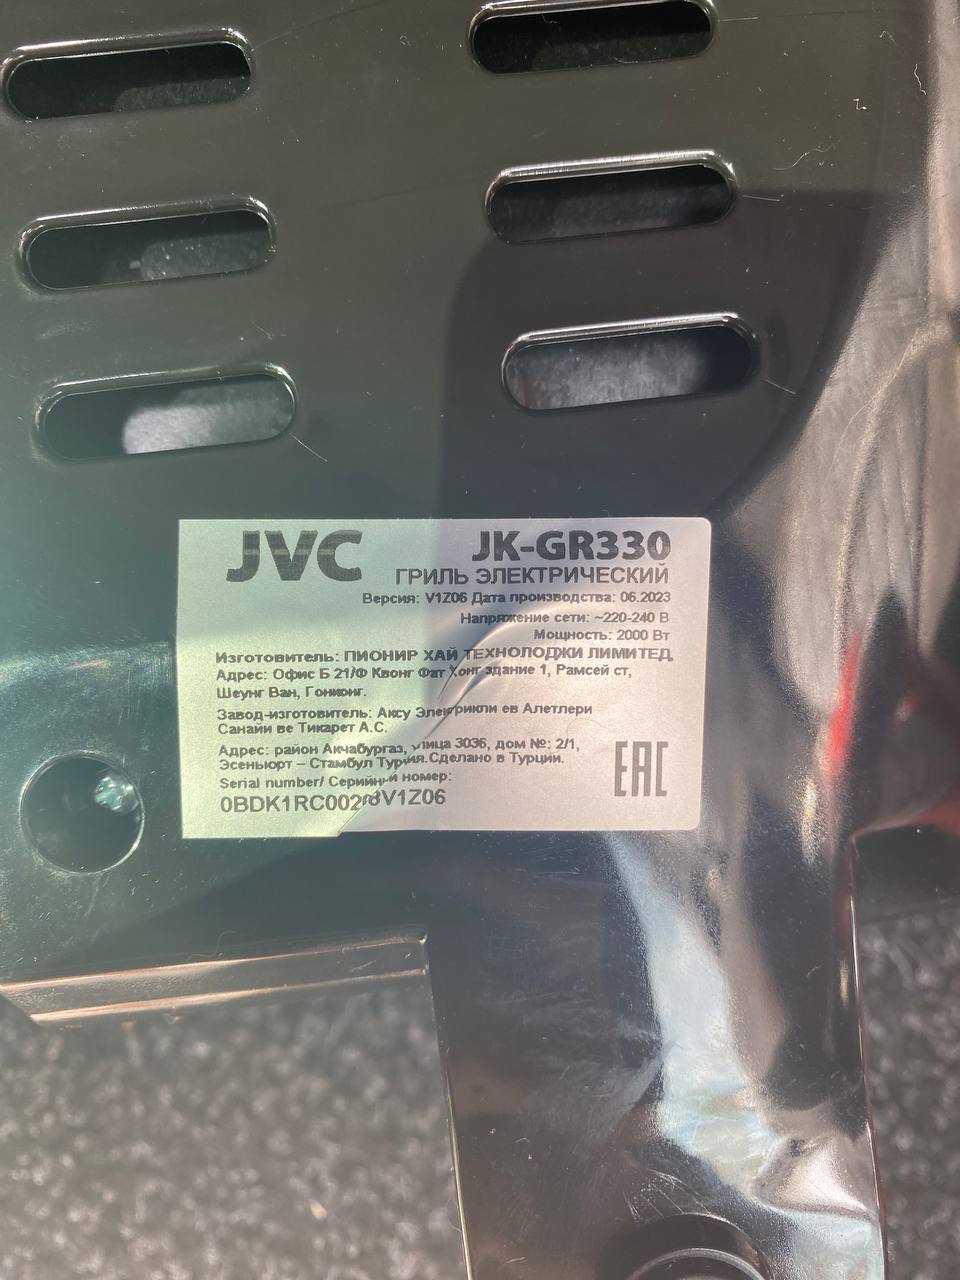 JVC
JK-GR330
ГРИЛЬ ЭЛЕКТРИЧЕСКИЙ
Версия: V1Z06 Дата производства: 06.2023
Напряжение сети: ~220-240 В
Мощность: 2000 Вт
Изготовитель: ПИОНИР ХАЙ ТЕХНОЛОДЖИ ЛИМИТЕД
Адрес: Офис Б 21/Ф Квонг Фат Хонг здание 1, Рамсей ст,
Шеунг Ван, Гонконг.
Завод-изготовитель: Аксу Электрикли ев Алетлери
Санайи ве Тикарет А.С.
Адрес: район Акчабургаз, улица 3036, дом №: 2/1,
Эсеньюрт – Стамбул Турция.Сделано в Турции.
Serial number/ Серийный номер:
EAC